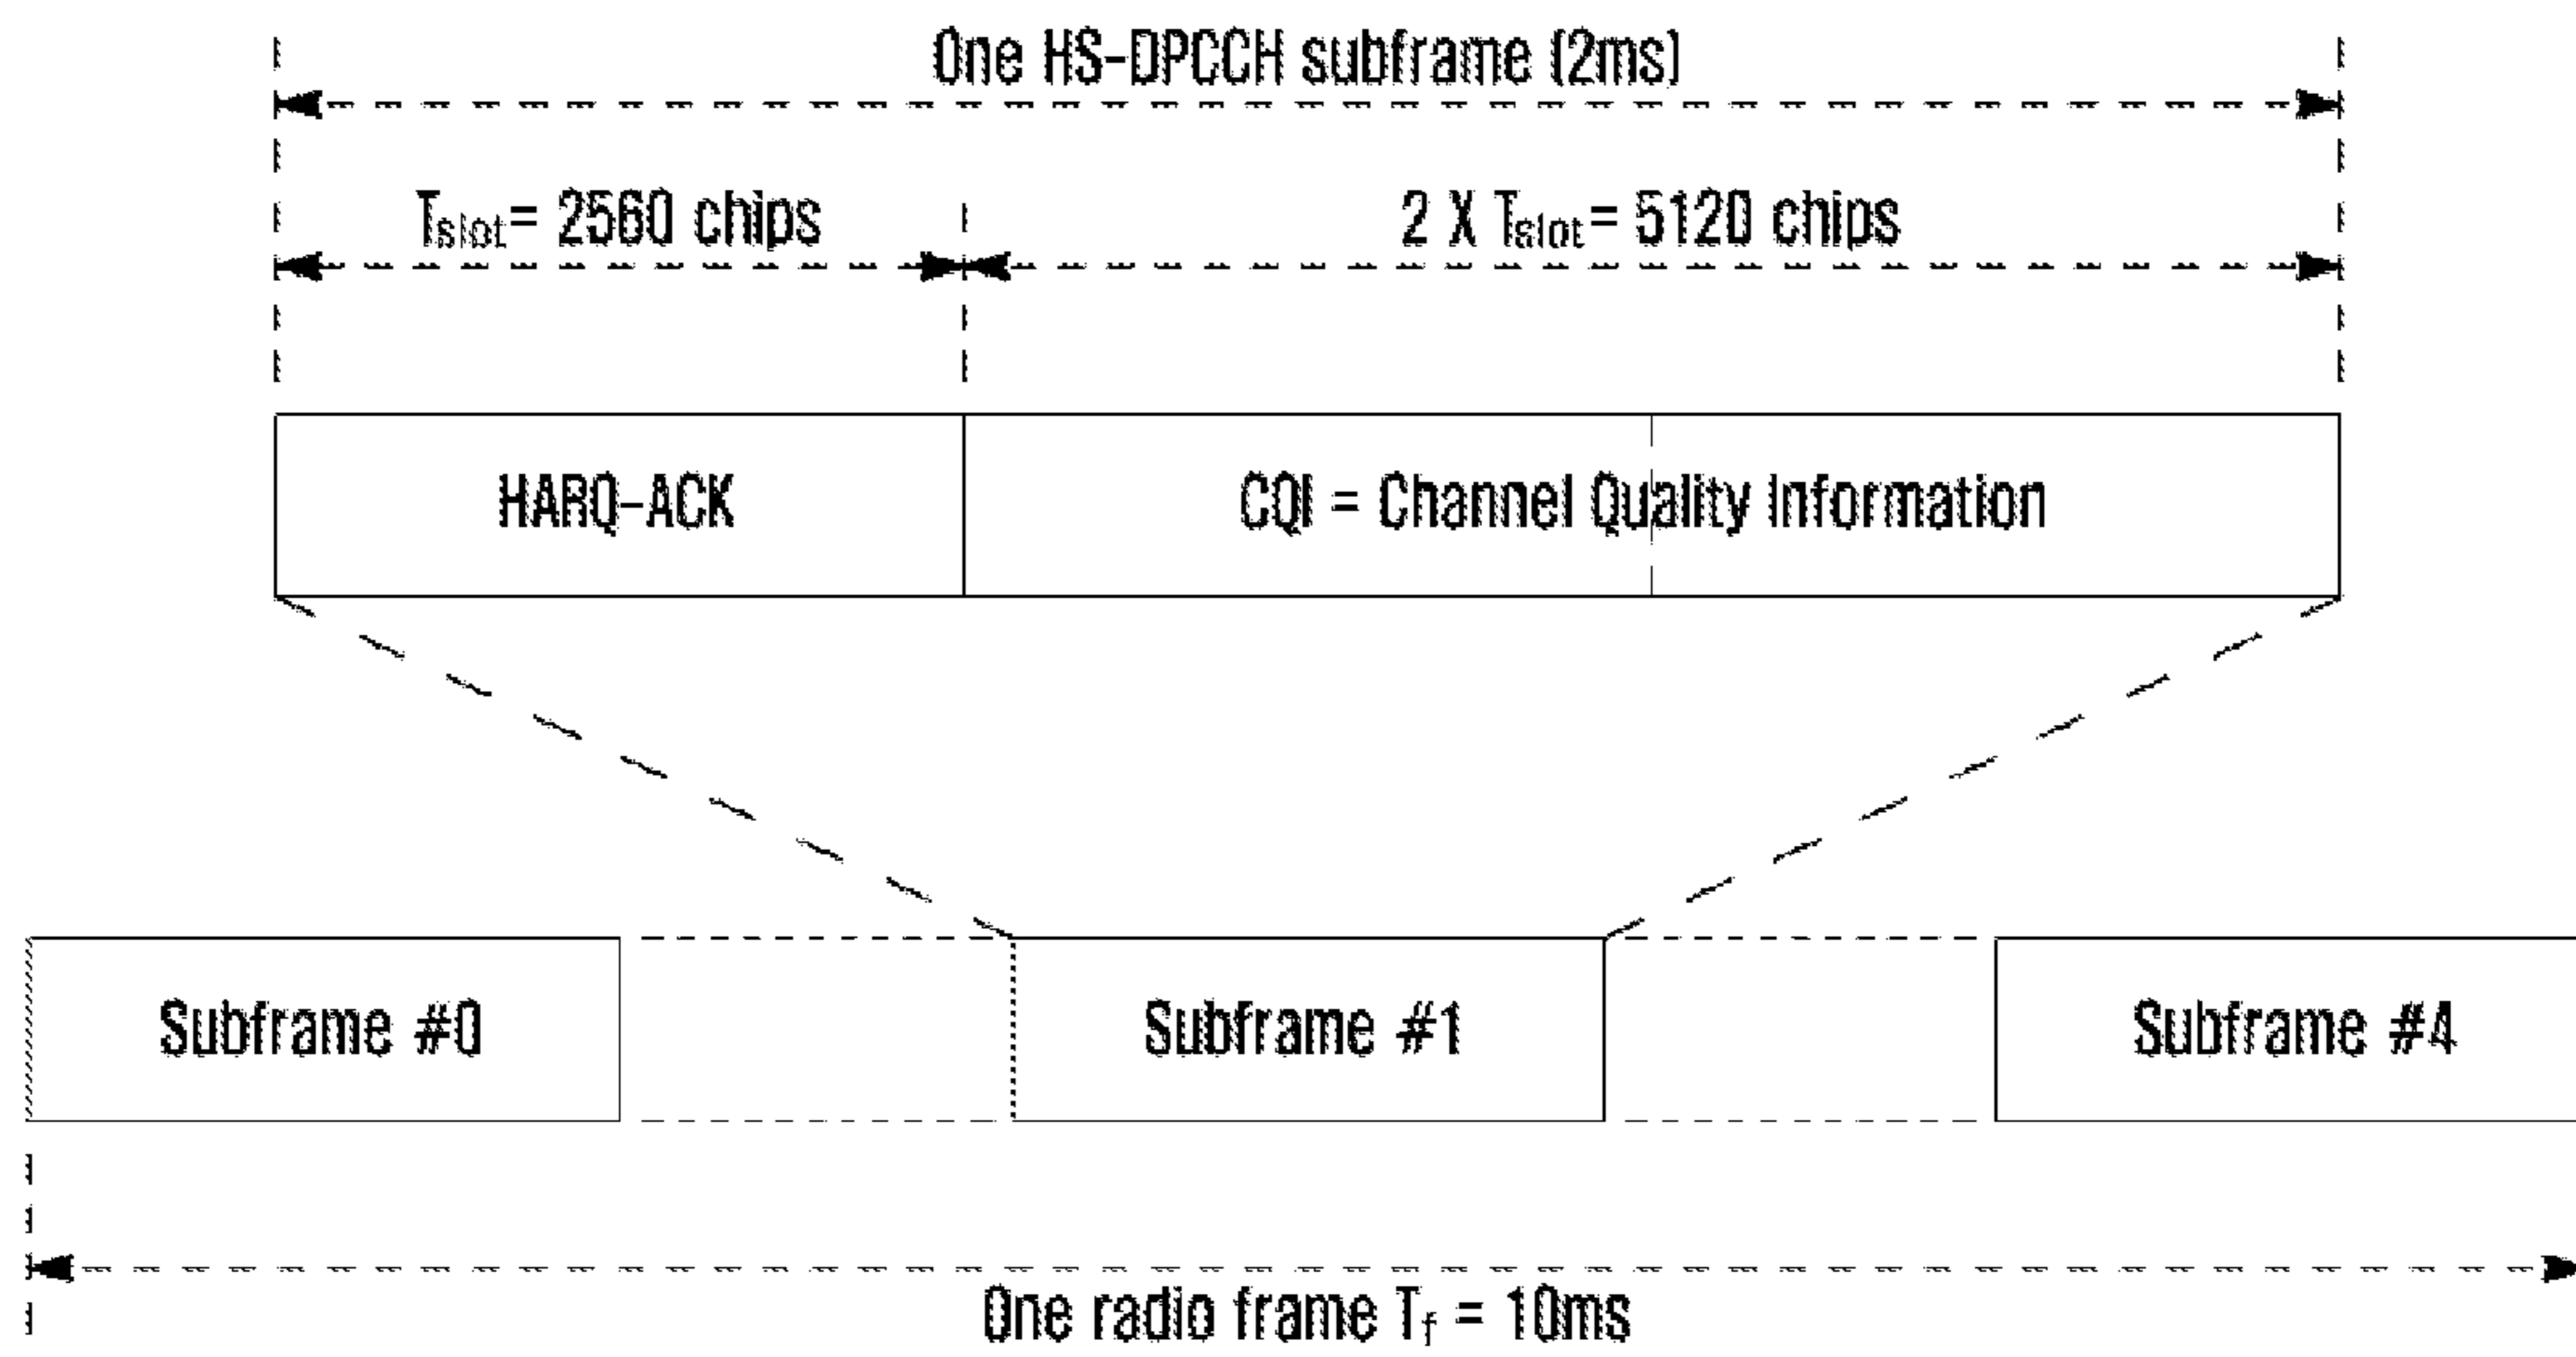 One HS-DPCCH subframe (2ms)
Tslot = 2560 chips
2 X Tslot = 5120 chips
HARQ-ACK
CQI = Channel Quality Information
Subframe #0
Subframe #1
Subframe #4
One radio frame Tf = 10ms